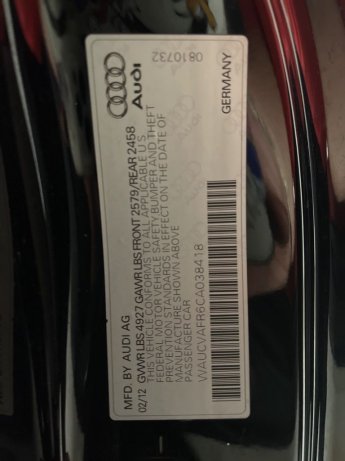 MFD. BY AUDI AG
02/12 GVWR LBS 4927 GAWR LBS FRONT 2579/REAR 2458
THIS VEHICLE CONFORMS TO ALL APPLICABLE U.S.
FEDERAL MOTOR VEHICLE SAFETY BUMPER AND THEFT
PREVENTION STANDARDS IN EFFECT ON THE DATE OF
MANUFACTURE SHOWN ABOVE
PASSENGER CAR
WAUCVAFR6CA038418
Audi
0810732
GERMANY